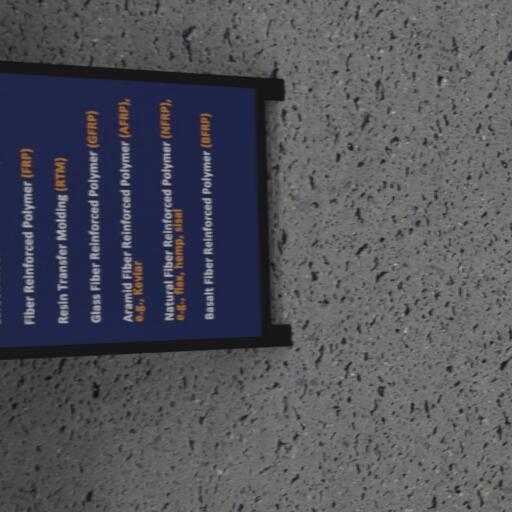 Fiber Reinforced Polymer (FRP)
Resin Transfer Molding (RTM)
Glass Fiber Reinforced Polymer (GFRP)
Aramid Fiber Reinforced Polymer (AFRP),
e.g., Kevlar
Natural Fiber Reinforced Polymer (NFRP),
e.g., flax, hemp, sisal
Basalt Fiber Reinforced Polymer (BFRP)